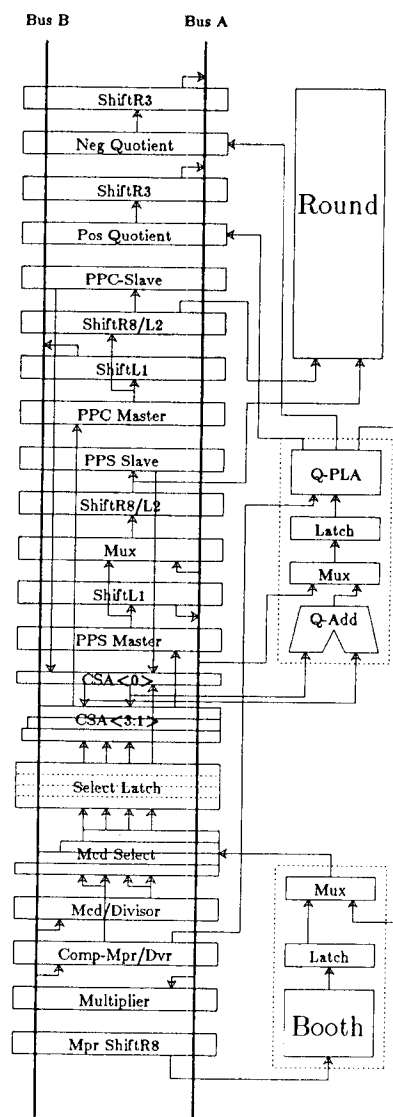 Bus B
Bus A
ShiftR3
Neg Quotient
ShiftR3
Round
Pos Quotient
PPC-Slave
ShiftR8/L2
ShiftL1
PPC Master
PPS Slave
Q-PLA
ShiftR8/L2
Latch
Mux
Mux
ShiftL1
Q-Add
PPS Master
CSA<0>
CSA<3:1>
Select Latch
Mcd Select
Mux
Mcd/Divisor
Comp-Mpr/Dvr
Latch
Multiplier
Booth
Mpr ShiftR8